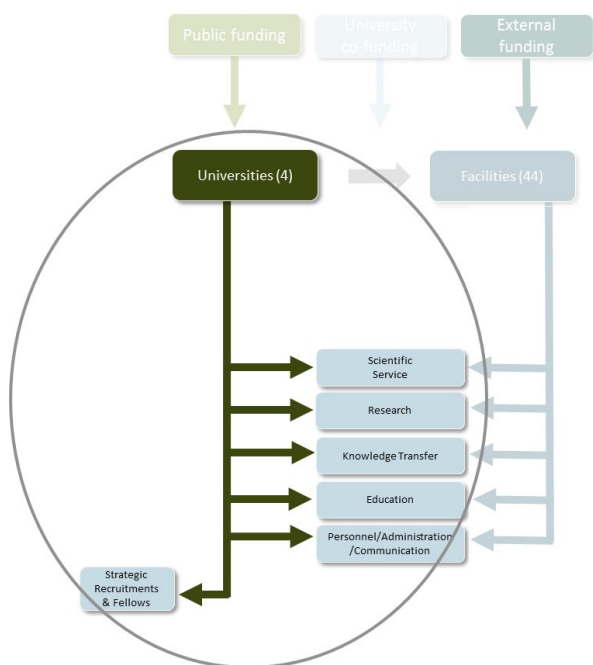 Public funding
University
co-funding
External
funding
Universities (4)
Facilities (44)
Scientific
Service
Research
Knowledge Transfer
Education
Personnel/Administration
/Communication
Strategic
Recruitments
& Fellows